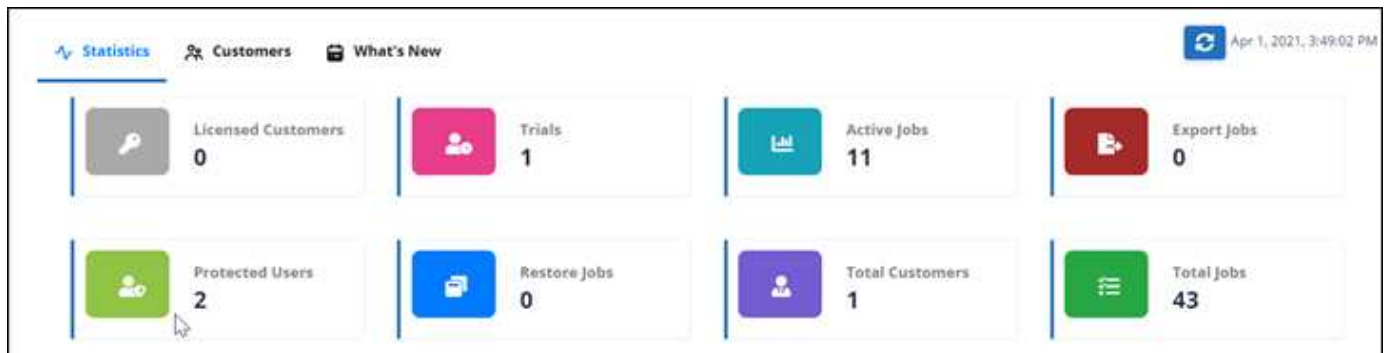 Statistics
Customers
What's New
Apr 1, 2021, 3:49:02 PM
Licensed Customers
0
Trials
1
Active Jobs
11
Export Jobs
0
Protected Users
2
Restore Jobs
0
Total Customers
1
Total Jobs
43